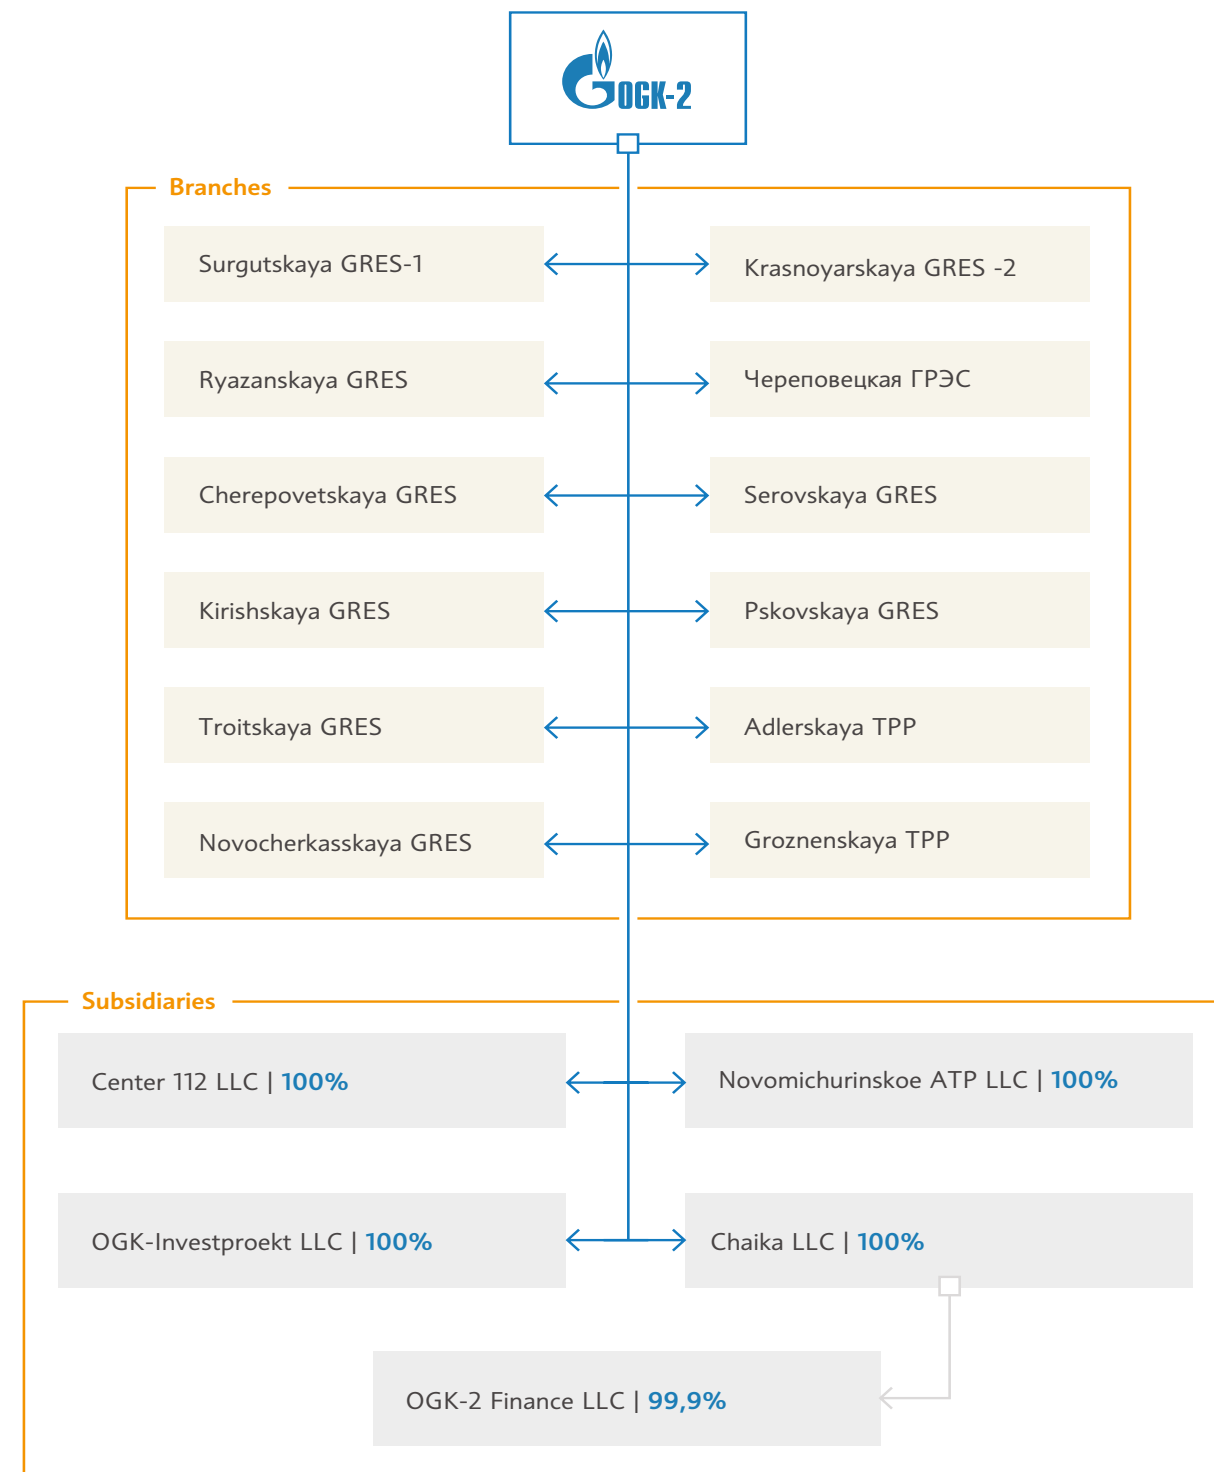 OGK-2
Branches
Surgutskaya GRES-1
Krasnoyarskaya GRES -2
Ryazanskaya GRES
Череповецкая ГРЭС
Cherepovetskaya GRES
Serovskaya GRES
Kirishskaya GRES
Pskovskaya GRES
Troitskaya GRES
Adlerskaya TPP
Novocherkasskaya GRES
Groznenskaya TPP
Subsidiaries
Center 112 LLC | 100%
Novomichurinskoe ATP LLC | 100%
OGK-Investproekt LLC | 100%
Chaika LLC | 100%
OGK-2 Finance LLC | 99,9%